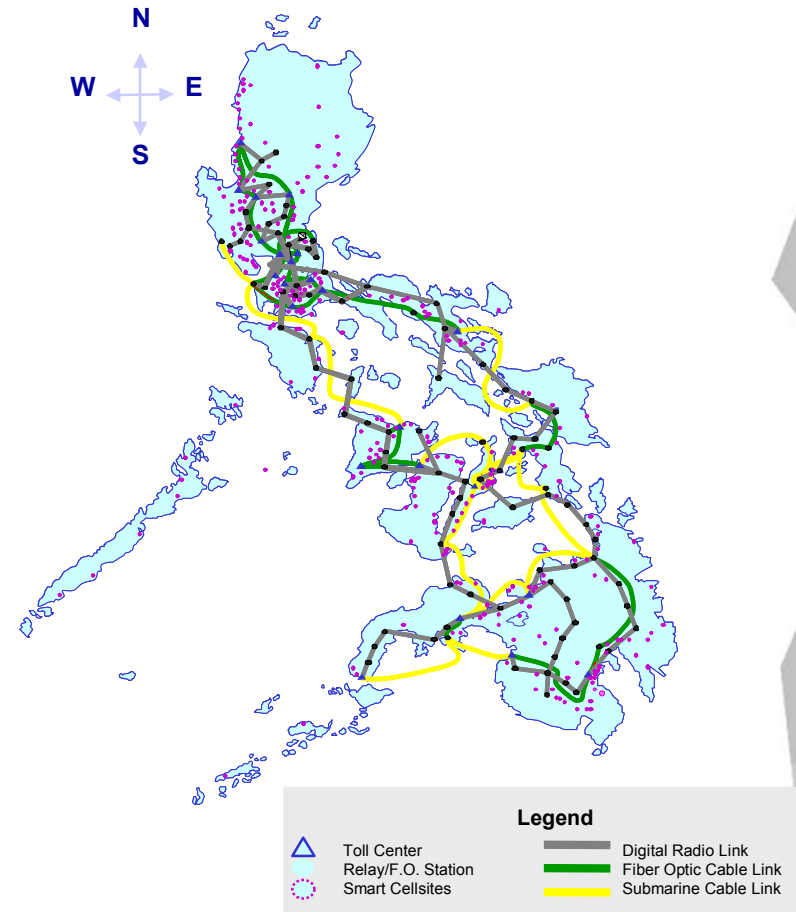 N
W E
S
Legend
Toll Center
Relay/F.O. Station
Smart Cellsites
Digital Radio Link
Fiber Optic Cable Link
Submarine Cable Link